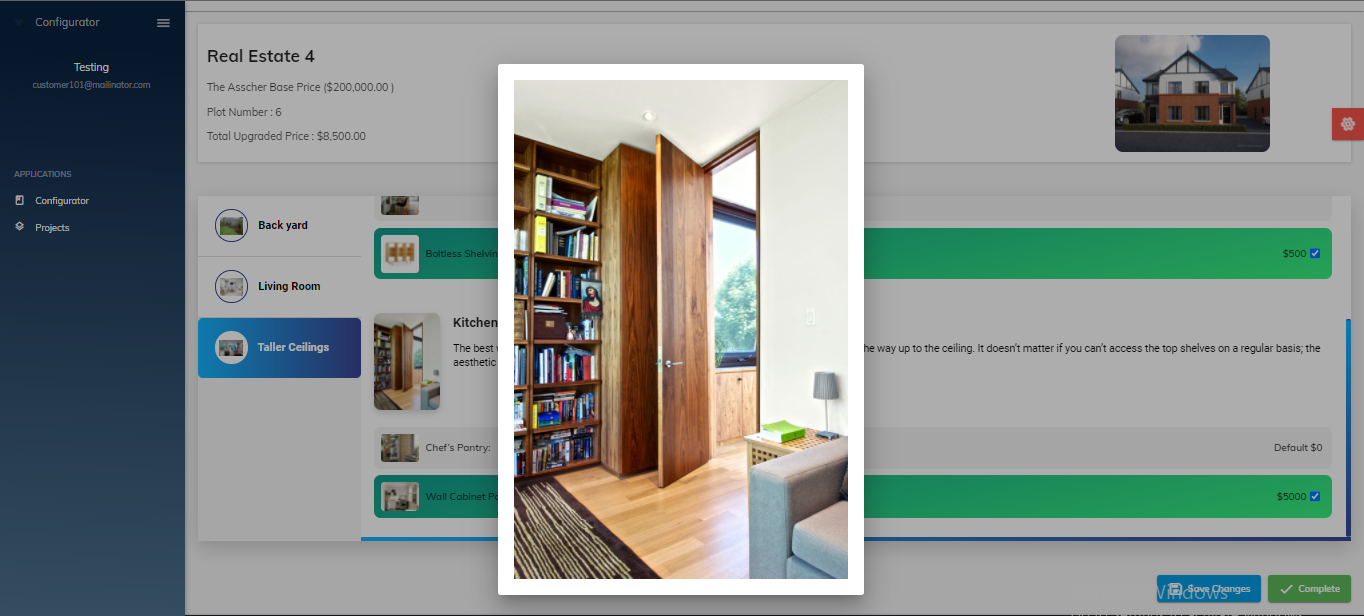 Configurator
Testing
customer101@mailinator.com
APPLICATIONS
Configurator
Projects
Real Estate 4
The Asscher Base Price ($200,000.00 )
Plot Number : 6
Total Upgraded Price : $8,500.00
Back yard
Living Room
Taller Ceilings
Boltless Shelvin
$500
Kitchen
The best
he way up to the ceiling. It doesn't matter if you can't access the top shelves on a regular basis; the
aesthetic
Chef's Pantry:
Default $0
Wall Cabinet Pa
$5000
Save Changes
Complete
Windows